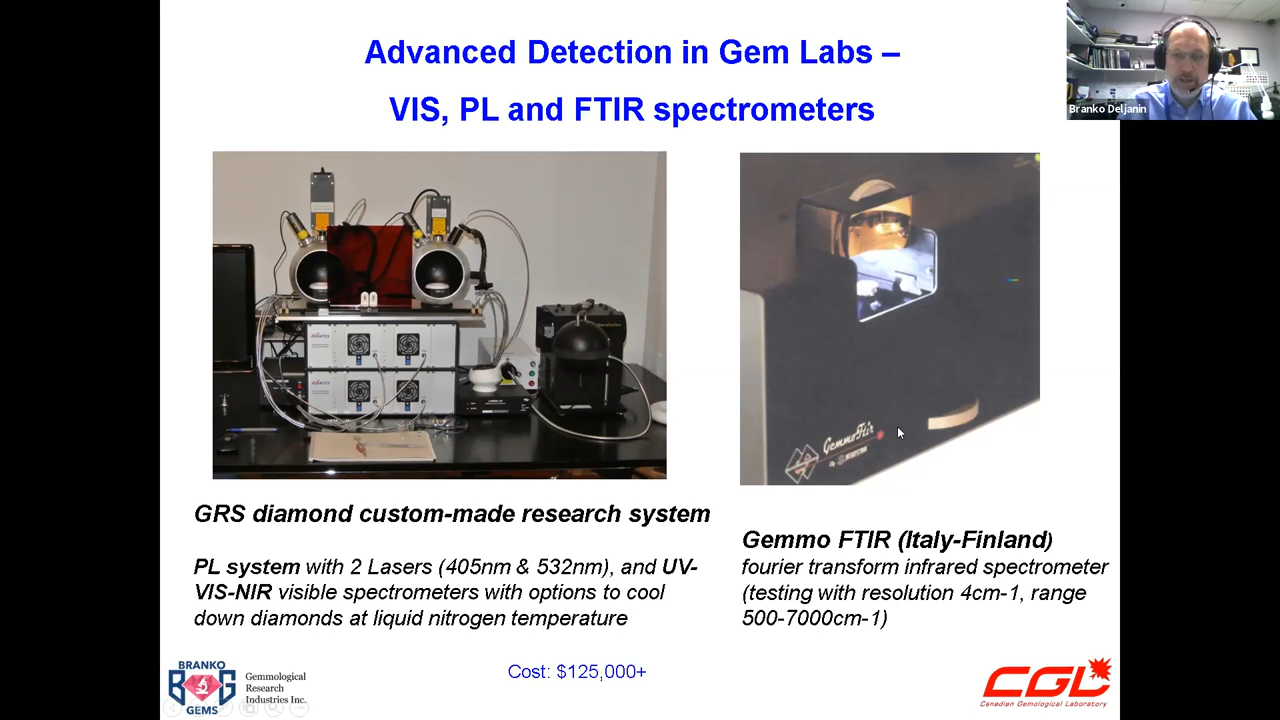 Advanced Detection in Gem Labs –
VIS, PL and FTIR spectrometers
Branko Deljanin
AVANTES
AVANTES
GemmoFtir
GRS diamond custom-made research system
PL system with 2 Lasers (405nm & 532nm), and UV-
VIS-NIR visible spectrometers with options to cool
down diamonds at liquid nitrogen temperature
Gemmo FTIR (Italy-Finland)
fourier transform infrared spectrometer
(testing with resolution 4cm-1, range
500-7000cm-1)
Cost: $125,000+
BRANKO
GEMS
Gemmological
Research
Industries Inc.
CGL
Canadian Gemological Laboratory